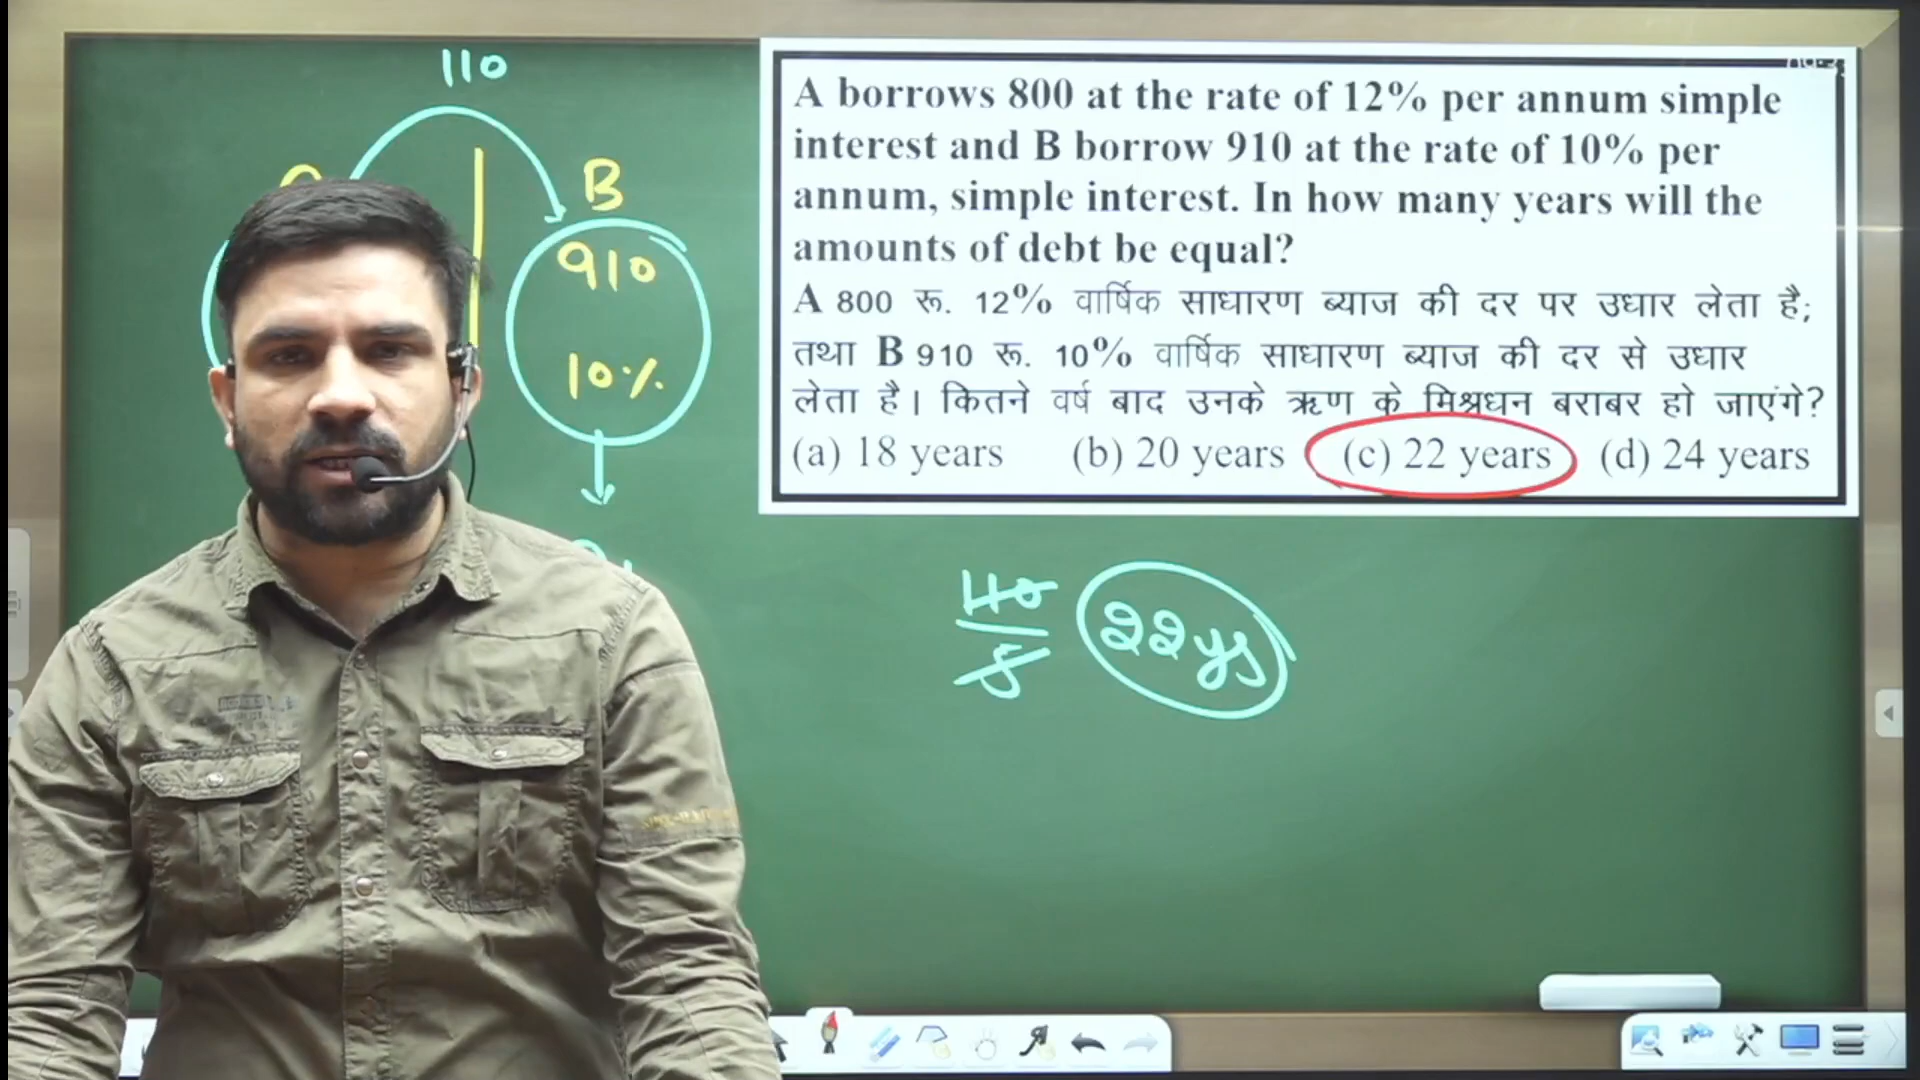 110
B
910
10%
A borrows 800 at the rate of 12% per annum simple
interest and B borrow 910 at the rate of 10% per
annum, simple interest. In how many years will the
amounts of debt be equal?
A 800 रू. 12% वार्षिक साधारण ब्याज की दर पर उधार लेता है;
तथा B 910 रू. 10% वार्षिक साधारण ब्याज की दर से उधार
लेता है। कितने वर्ष बाद उनके ऋण के मिश्रधन बराबर हो जाएंगे?
(a) 18 years (b) 20 years (c) 22 years (d) 24 years
110
5
22 ys